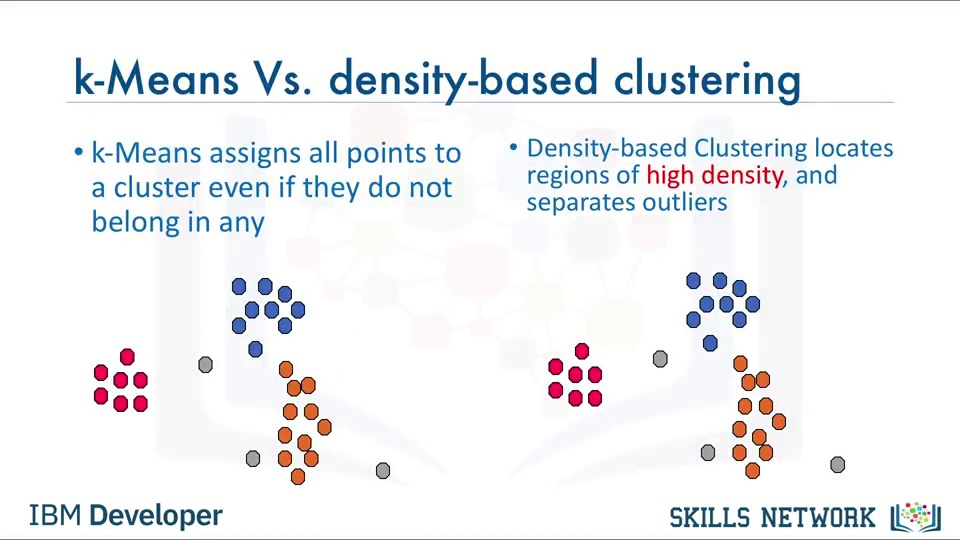 k-Means Vs. density-based clustering
• k-Means assigns all points to
a cluster even if they do not
belong in any
• Density-based Clustering locates
regions of high density, and
separates outliers
IBM Developer
SKILLS NETWORK